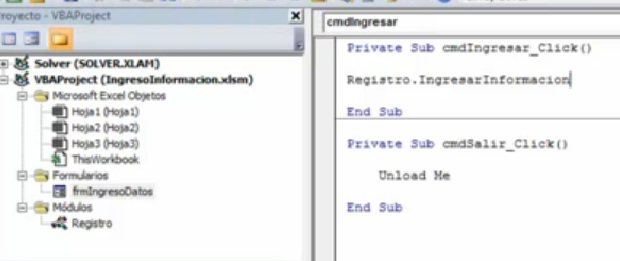 royecto - VBAProject
Solver (SOLVER.XLAM)
VBAProject (IngresoInformacion.xlsm)
Microsoft Excel Objetos
Hoja1 (Hoja1)
Hoja2 (Hoja2)
Hoja3 (Hoja3)
ThisWorkbook
Formularios
frmIngresoDatos
Módulos
Registro
cmdIngresar
Private Sub cmdIngresar_Click()
Registro.IngresarInformacion
End Sub
Private Sub cmdSalir_Click()
Unload Me
End Sub